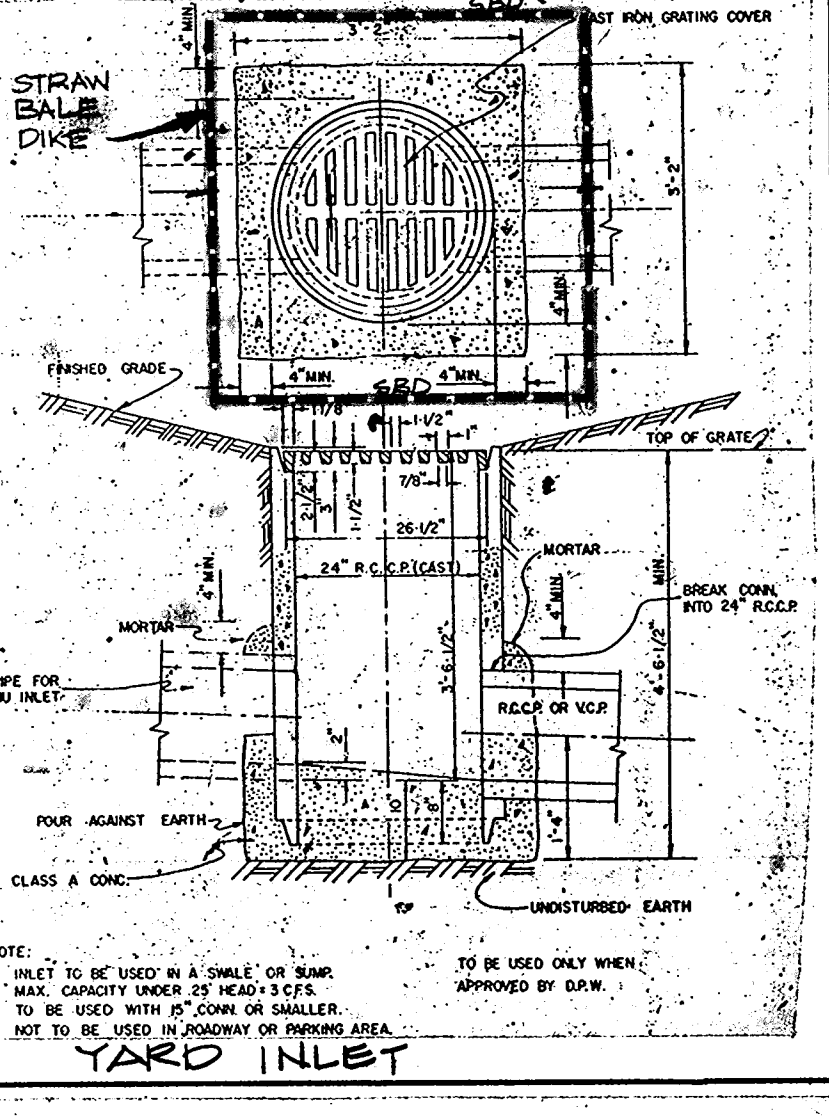 SBD
IRON GRATING COVER
4" MIN.
3'-2"
STRAW
BALE
DIKE
3'-2"
4" MIN.
FINISHED GRADE
4" MIN.
SBD
4" MIN.
1 1/8
1-1/2"
1"
TOP OF GRATE
7/8"
2-1/2"
3"
1-1/2"
26-1/2"
24" R.C.C.P. (CAST)
MORTAR
4" MIN.
4" MIN.
BREAK CONN.
INTO 24" R.C.C.P.
MORTAR
4'-6-1/2" MIN.
3'-6-1/2"
FOR
INLET
R.C.C.P. OR V.C.P.
2"
10"
8"
1'-4"
POUR AGAINST EARTH
CLASS A CONC.
UNDISTURBED EARTH
OTE:
INLET TO BE USED IN A SWALE OR SUMP.
MAX. CAPACITY UNDER .25' HEAD = 3 C.F.S.
TO BE USED WITH 15" CONN. OR SMALLER.
NOT TO BE USED IN ROADWAY OR PARKING AREA.
TO BE USED ONLY WHEN
APPROVED BY D.P.W.
YARD INLET